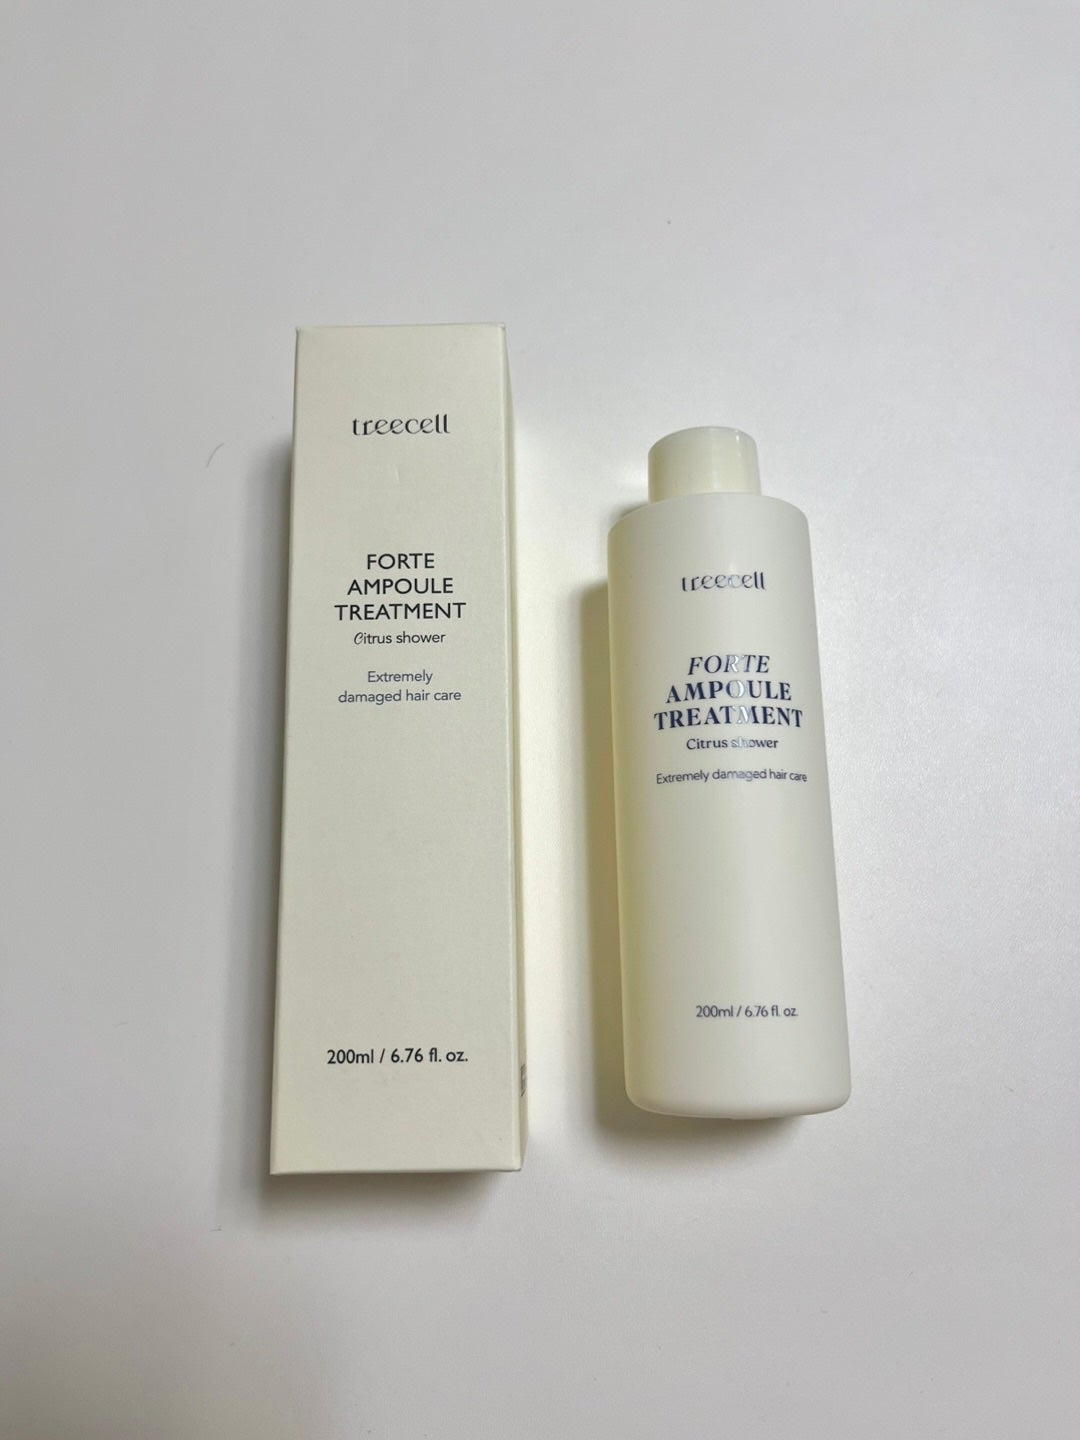 treecell
FORTE
AMPOULE
TREATMENT
Citrus shower
Extremely
damaged hair care
200ml / 6.76 fl. oz.
treecell
FORTE
AMPOULE
TREATMENT
Citrus shower
Extremely damaged hair care
200ml / 6.76 fl. oz.